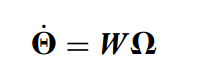 Θ̇ = WΩ